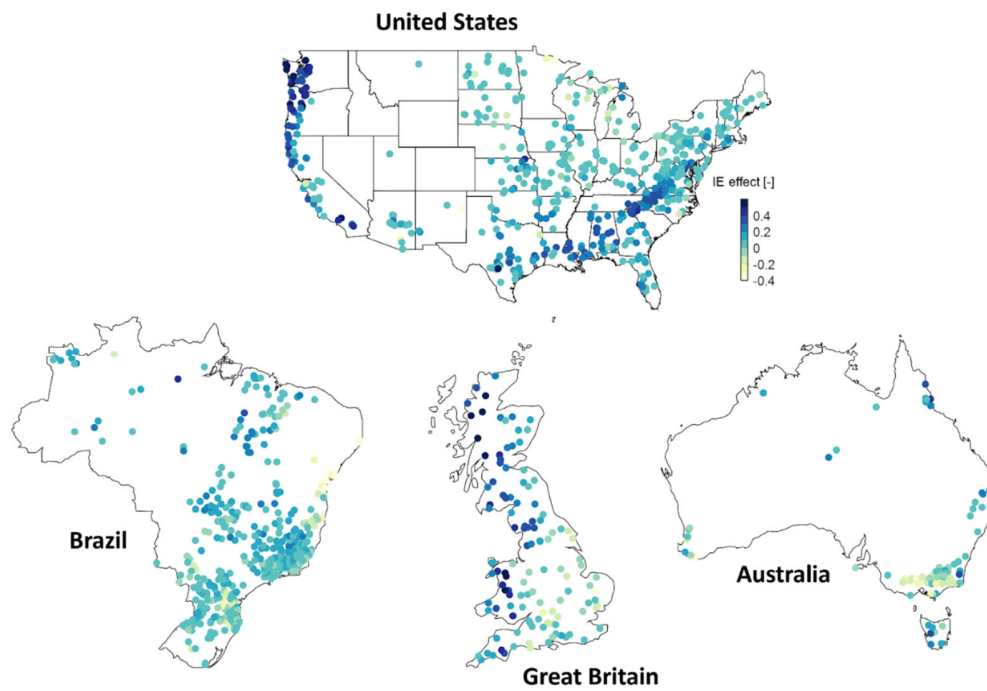 United States
IE effect [-]
0.4
0.2
0
-0.2
-0.4
Brazil
Australia
Great Britain